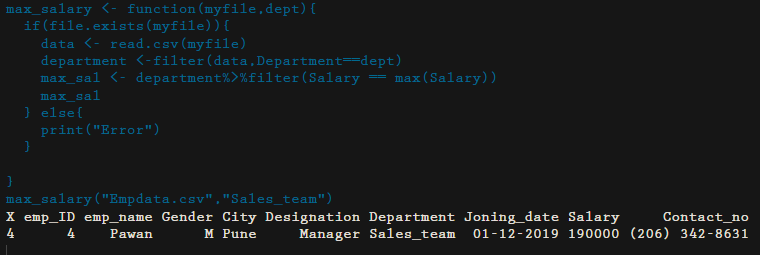 max_salary <- function(myfile,dept){
  if(file.exists(myfile)){
    data <- read.csv(myfile)
    department <-filter(data,Department==dept)
    max_sal <- department%>%filter(Salary == max(Salary))
    max_sal
  } else{
    print("Error")
  }

}
max_salary("Empdata.csv","Sales_team")
X emp_ID emp_name Gender City Designation Department Joning_date Salary Contact_no
4 4 Pawan M Pune Manager Sales_team 01-12-2019 190000 (206) 342-8631